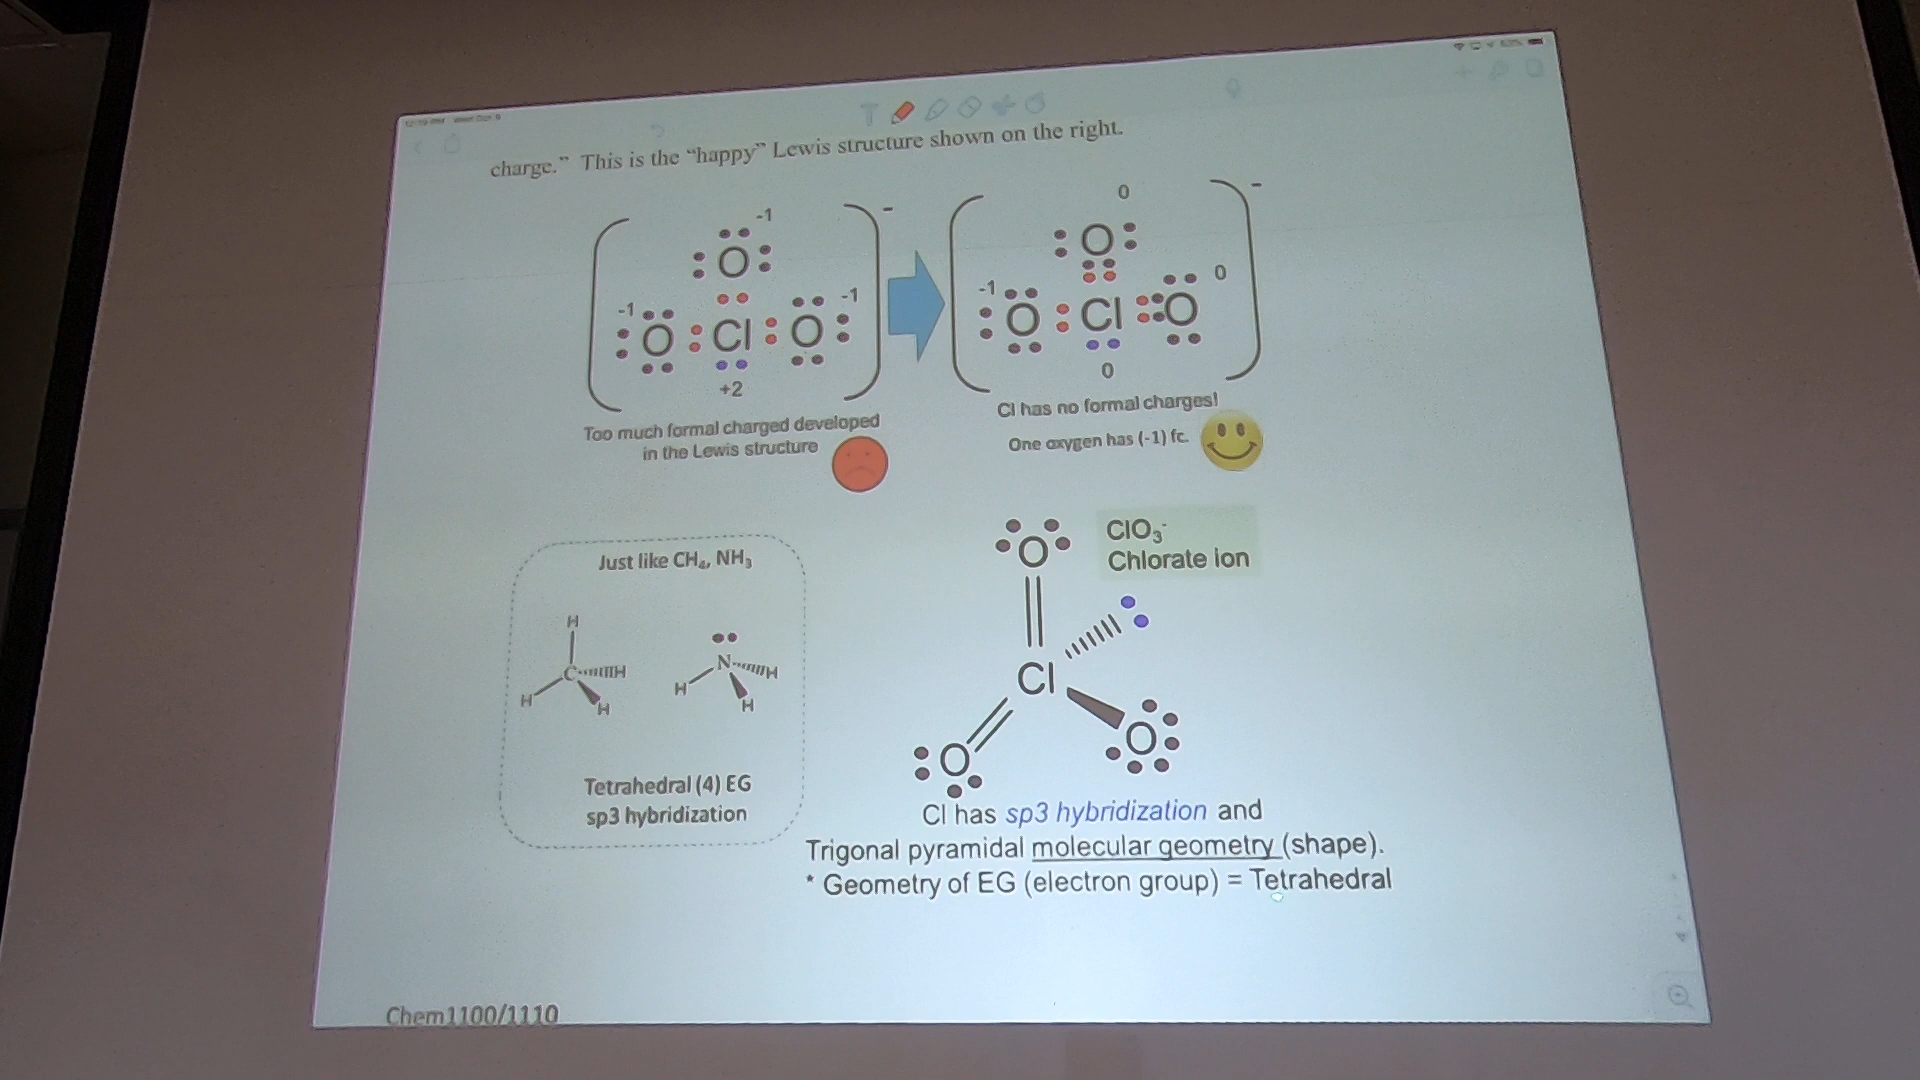 charge.” This is the “happy” Lewis structure shown on the right.
-1
O
-1 O Cl O -1
+2
-
0
O
-1 O Cl O 0
0
-
Too much formal charged developed
in the Lewis structure
Cl has no formal charges!
One oxygen has (-1) fc.
Just like CH₄, NH₃
H
C H
H H
N H
H H
Tetrahedral (4) EG
sp3 hybridization
ClO₃⁻
Chlorate ion
O
Cl
O O
Cl has sp3 hybridization and
Trigonal pyramidal molecular geometry (shape).
* Geometry of EG (electron group) = Tetrahedral
Chem1100/1110